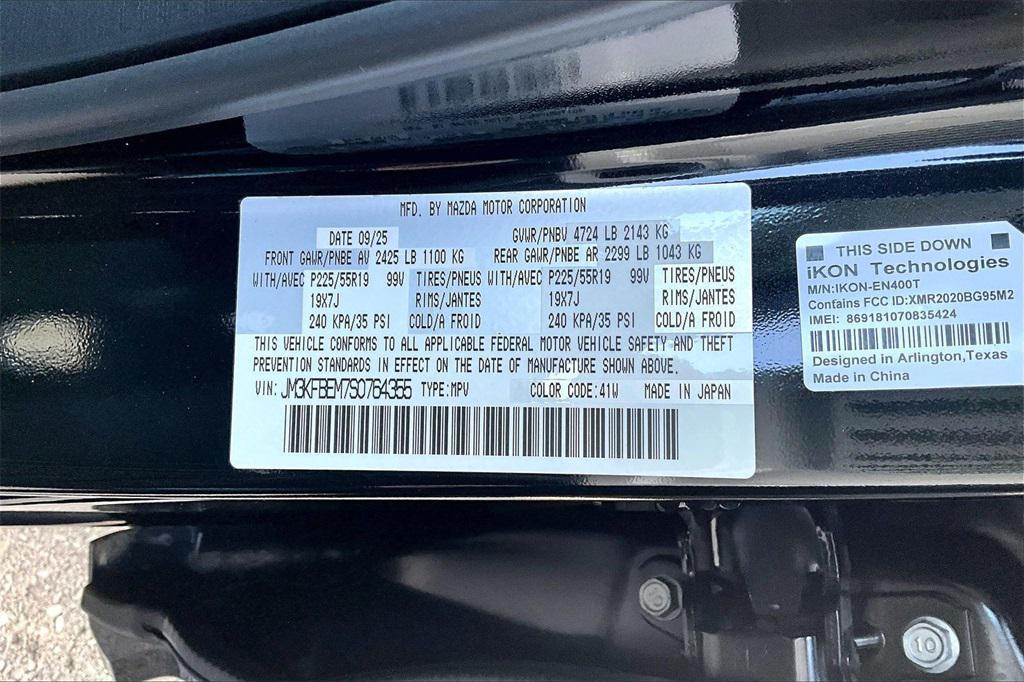 MFD. BY MAZDA MOTOR CORPORATION
DATE 09/25 GVWR/PNBV 4724 LB 2143 KG
FRONT GAWR/PNBE AV 2425 LB 1100 KG REAR GAWR/PNBE AR 2299 LB 1043 KG
WITH/AVEC P225/55R19 99V TIRES/PNEUS WITH/AVEC P225/55R19 99V TIRES/PNEUS
19X7J RIMS/JANTES 19X7J RIMS/JANTES
240 KPA/35 PSI COLD/A FROID 240 KPA/35 PSI COLD/A FROID
THIS VEHICLE CONFORMS TO ALL APPLICABLE FEDERAL MOTOR VEHICLE SAFETY AND THEFT
PREVENTION STANDARDS IN EFFECT ON THE DATE OF MANUFACTURE SHOWN ABOVE.
VIN: JM3KFBEM7S0764355 TYPE:MPV COLOR CODE:41W MADE IN JAPAN
THIS SIDE DOWN
iKON Technologies
M/N:IKON-EN400T
Contains FCC ID:XMR2020BG95M2
IMEI: 869181070835424
Designed in Arlington,Texas
Made in China
10